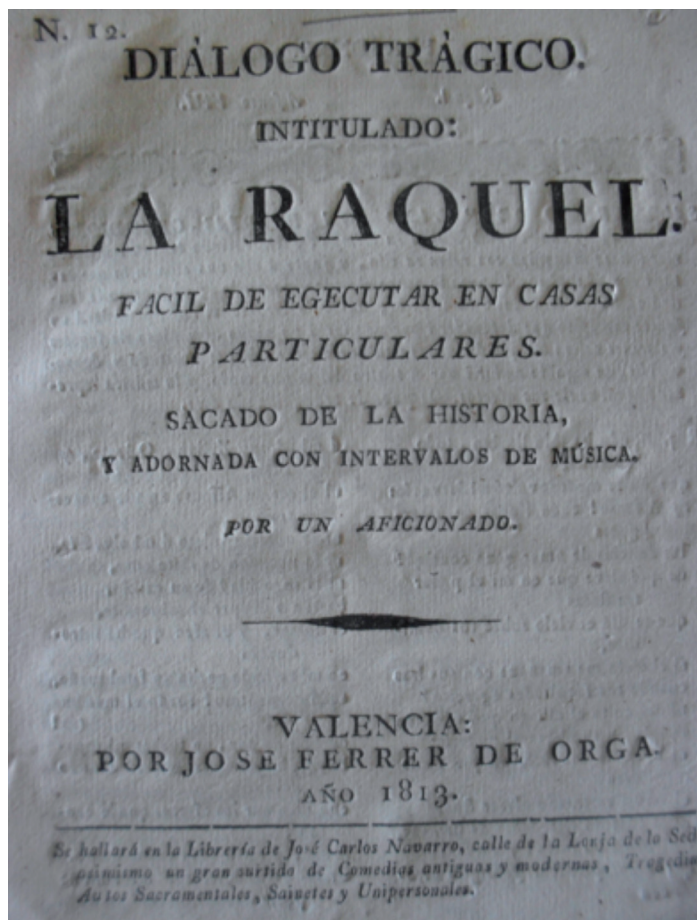 N. 12.
DIÁLOGO TRÁGICO.
INTITULADO:
LA RAQUEL.
FACIL DE EGECUTAR EN CASAS
PARTICULARES.
SACADO DE LA HISTORIA,
Y ADORNADA CON INTERVALOS DE MÚSICA.
POR UN AFICIONADO.
VALENCIA:
POR JOSE FERRER DE ORGA.
AÑO 1813.
Se hallará en la Librería de José Carlos Navarro, calle de la Lonja de la Sed
asimismo un gran surtido de Comedias antiguas y modernas, Tragedia
Autos Sacramentales, Sainetes y Unipersonales.